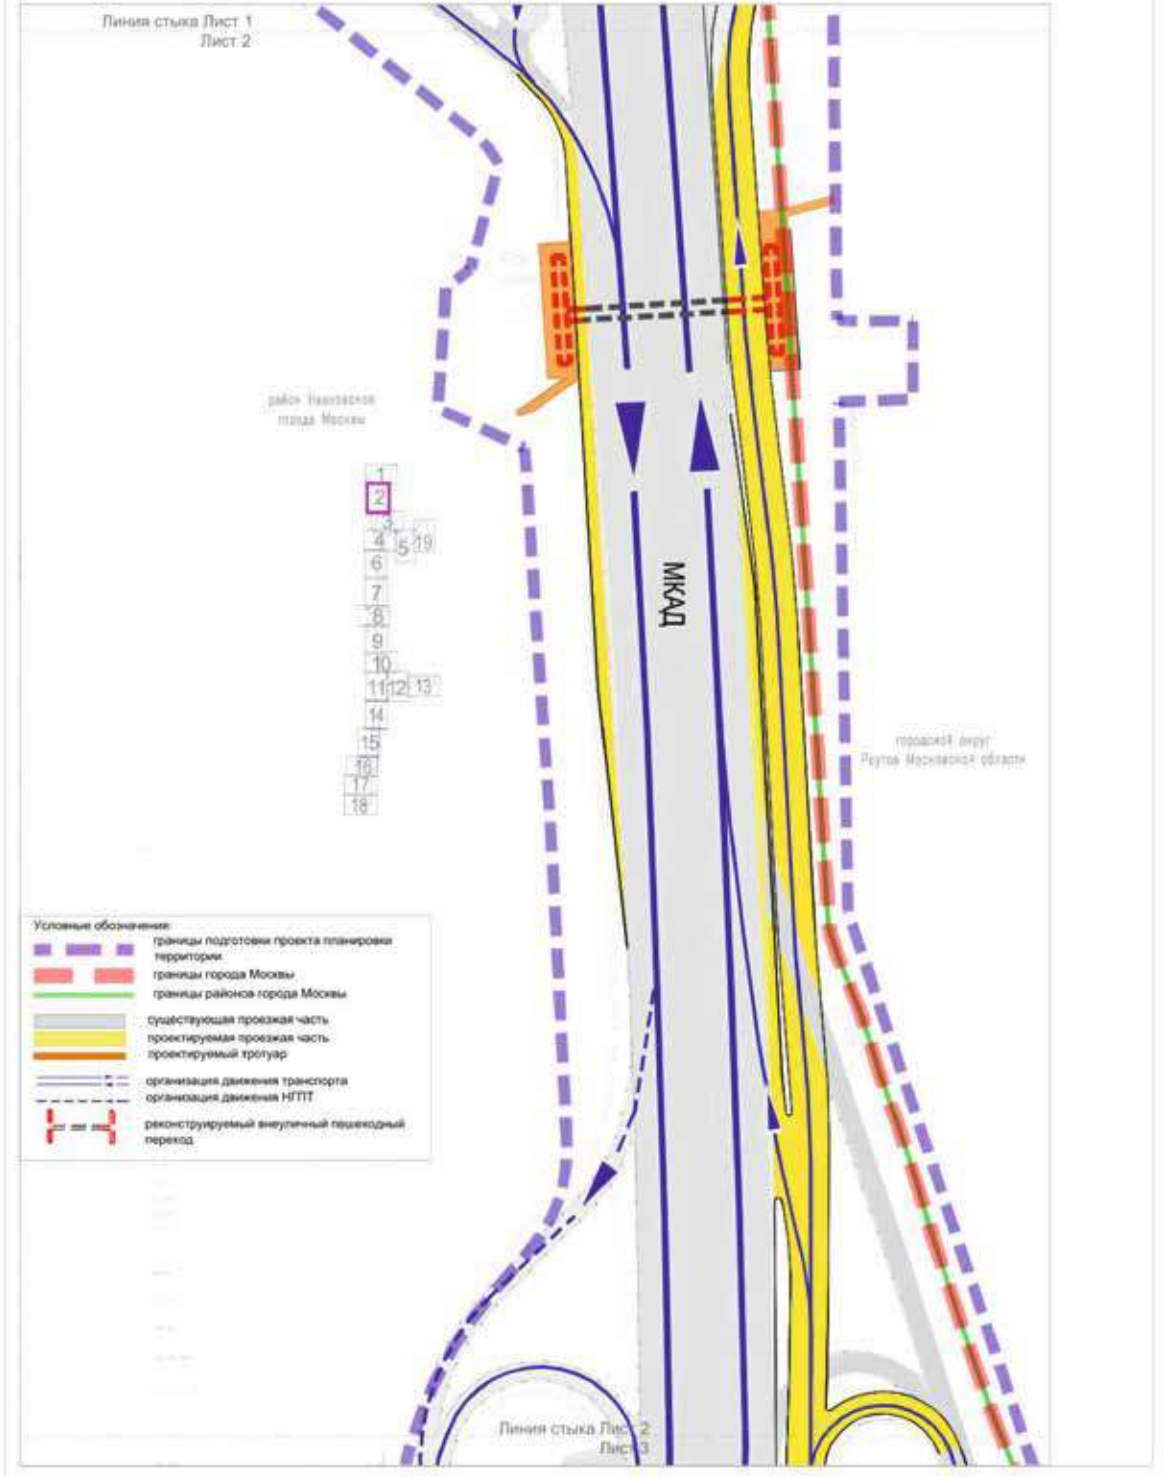 Линия стыка Лист 1
Лист 2
район Ивановское
города Москвы
1
2
3
4
5
19
6
7
8
9
10
11
12
13
14
15
16
17
18
МКАД
городской округ
Реутов Московской области
Условные обозначения:
границы подготовки проекта планировки
территории
границы города Москвы
границы районов города Москвы
существующая проезжая часть
проектируемая проезжая часть
проектируемый тротуар
организация движения транспорта
организация движения НГПТ
реконструируемый внеуличный пешеходный
переход
Линия стыка Лист 2
Лист 3